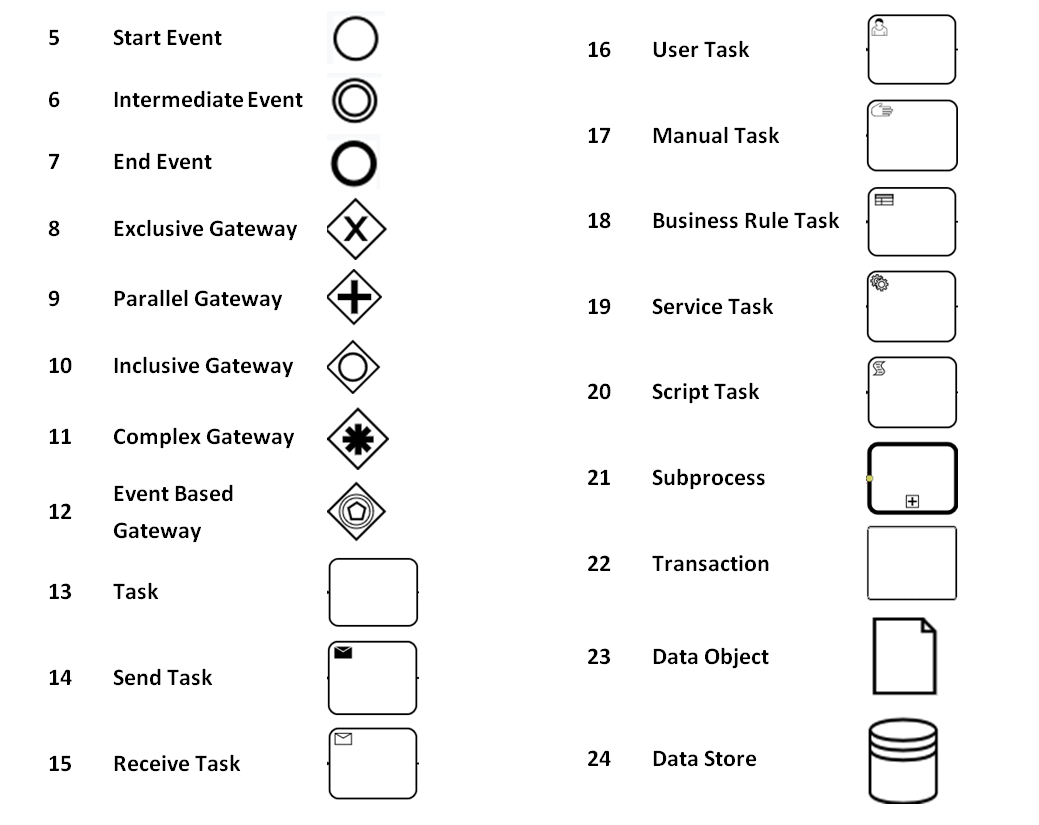 5 Start Event
6 Intermediate Event
7 End Event
8 Exclusive Gateway
X
9 Parallel Gateway
10 Inclusive Gateway
11 Complex Gateway
12 Event Based
Gateway
13 Task
14 Send Task
15 Receive Task
16 User Task
17 Manual Task
18 Business Rule Task
19 Service Task
20 Script Task
21 Subprocess
22 Transaction
23 Data Object
24 Data Store